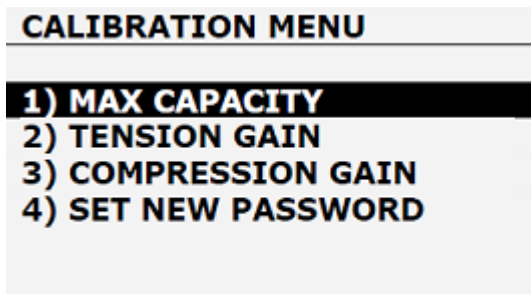 CALIBRATION MENU
1) MAX CAPACITY
2) TENSION GAIN
3) COMPRESSION GAIN
4) SET NEW PASSWORD